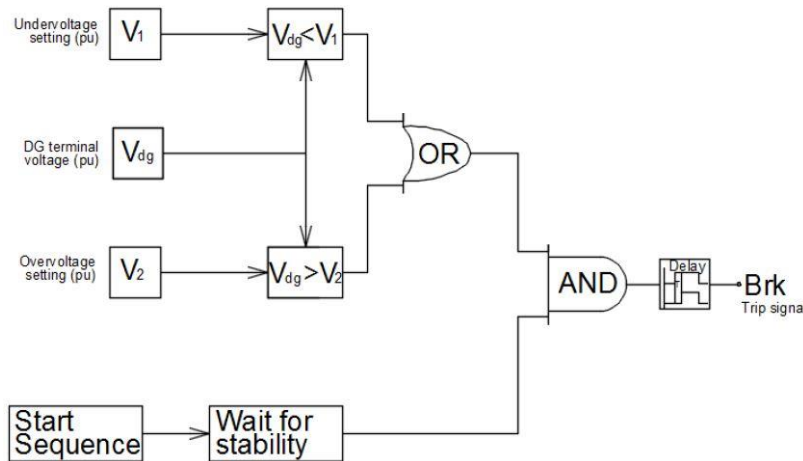 Undervoltage
setting (pu)
V1
Vdg<V1
DG terminal
voltage (pu)
Vdg
OR
Overvoltage
setting (pu)
V2
Vdg>V2
AND
Delay
T
Brk
Trip signa
Start
Sequence
Wait for
stability